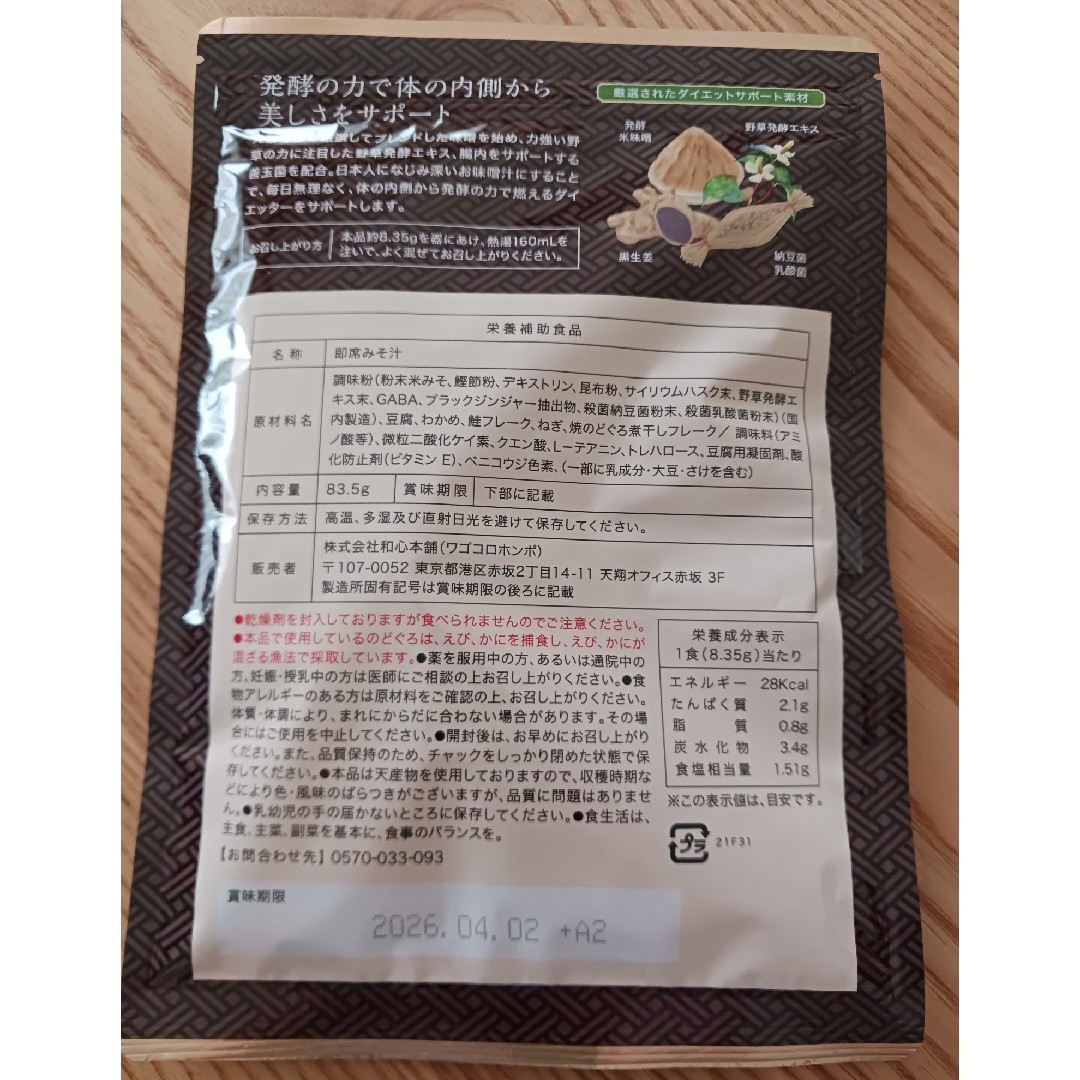 発酵の力で体の内側から
美しさをサポート
してブレンドした味噌を始め、力強い野
草の力に注目した野草発酵エキス、腸内をサポートする
善玉菌を配合。日本人になじみ深いお味噌汁にすること
で、毎日無理なく、体の内側から発酵の力で燃えるダイ
エッターをサポートします。
お召し上がり方 本品約8.35gを器にあけ、熱湯160mLを
注いで、よく混ぜてお召し上がりください。
厳選されたダイエットサポート素材
発酵
米味噌
野草発酵エキス
黒生姜
納豆菌
乳酸菌
栄養補助食品
名称 即席みそ汁
原材料名 調味粉(粉末米みそ、鰹節粉、デキストリン、昆布粉、サイリウムハスク末、野草発酵エ
キス末、GABA、ブラックジンジャー抽出物、殺菌納豆菌粉末、殺菌乳酸菌粉末)(国
内製造)、豆腐、わかめ、鮭フレーク、ねぎ、焼のどぐろ煮干しフレーク/ 調味料(アミ
ノ酸等)、微粒二酸化ケイ素、クエン酸、L-テアニン、トレハロース、豆腐用凝固剤、酸
化防止剤(ビタミンE)、ベニコウジ色素、(一部に乳成分・大豆・さけを含む)
内容量 83.5g 賞味期限 下部に記載
保存方法 高温、多湿及び直射日光を避けて保存してください。
販売者 株式会社和心本舗(ワゴコロホンポ)
〒107-0052 東京都港区赤坂2丁目14-11 天翔オフィス赤坂 3F
製造所固有記号は賞味期限の後ろに記載
●乾燥剤を封入しておりますが食べられませんのでご注意ください。
●本品で使用しているのどぐろは、えび、かにを捕食し、えび、かにが
混ざる漁法で採取しています。●薬を服用中の方、あるいは通院中の
方、妊娠・授乳中の方は医師にご相談の上お召し上がりください。●食
物アレルギーのある方は原材料をご確認の上、お召し上がりください。
体質・体調により、まれにからだに合わない場合があります。その場
合にはご使用を中止してください。●開封後は、お早めにお召し上がり
ください。また、品質保持のため、チャックをしっかり閉めた状態で保
存してください。●本品は天産物を使用しておりますので、収穫時期な
どにより色・風味のばらつきがございますが、品質に問題はありませ
ん。●乳幼児の手の届かないところに保存してください。●食生活は、
主食、主菜、副菜を基本に、食事のバランスを。
【お問合わせ先】0570-033-093
栄養成分表示
1食(8.35g)当たり
エネルギー 28Kcal
たんぱく質 2.1g
脂質 0.8g
炭水化物 3.4g
食塩相当量 1.51g
※この表示値は、目安です。
プラ 21F31
賞味期限
2026.04.02 +A2